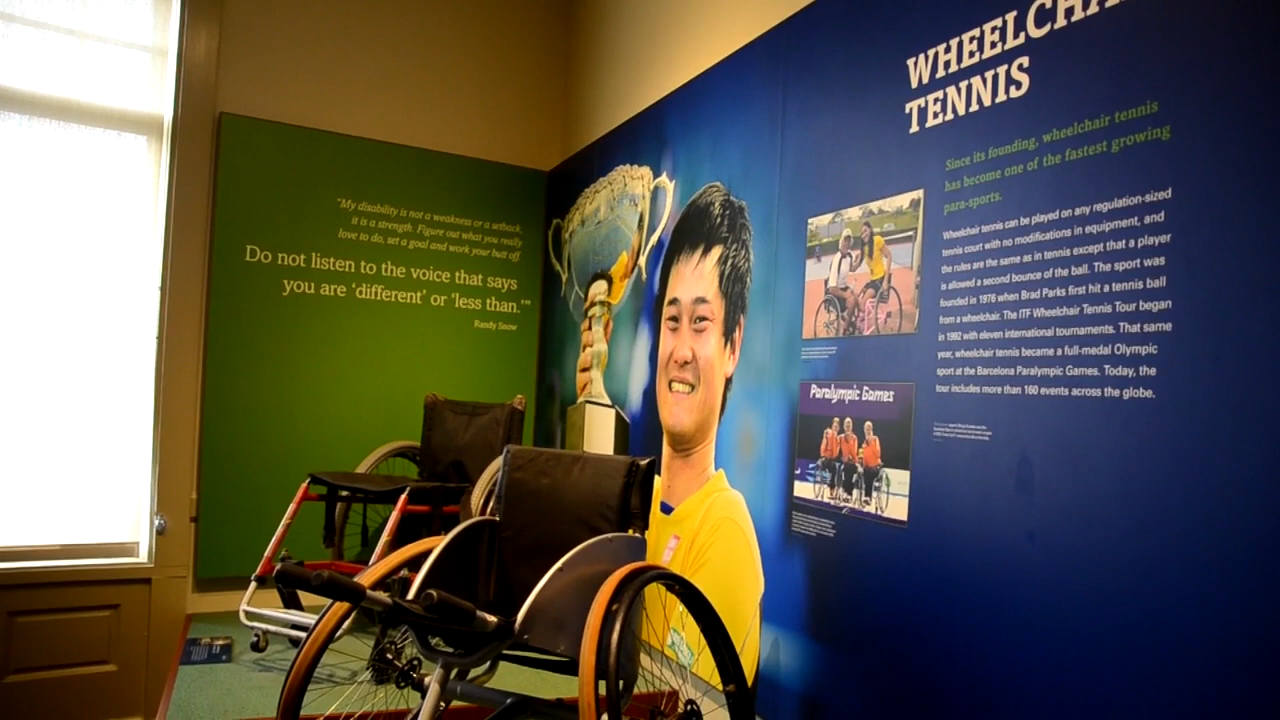 "My disability is not a weakness or a setback,
it is a strength. Figure out what you really
love to do, set a goal and work your butt off.
Do not listen to the voice that says
you are 'different' or 'less than.'"
Randy Snow
WHEELCHA
TENNIS
Since its founding, wheelchair tennis
has become one of the fastest growing
para-sports.
Wheelchair tennis can be played on any regulation-sized
tennis court with no modifications in equipment, and
the rules are the same as in tennis except that a player
is allowed a second bounce of the ball. The sport was
founded in 1976 when Brad Parks first hit a tennis ball
from a wheelchair. The ITF Wheelchair Tennis Tour began
in 1992 with eleven international tournaments. That same
year, wheelchair tennis became a full-medal Olympic
sport at the Barcelona Paralympic Games. Today, the
tour includes more than 160 events across the globe.
Paralympic Games